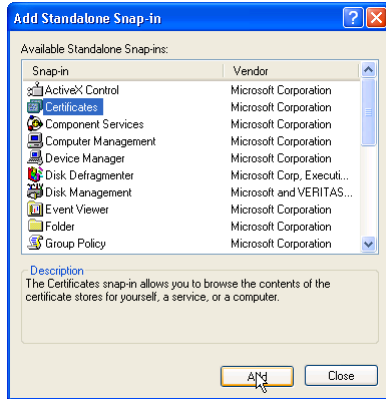 Add Standalone Snap-in
Available Standalone Snap-ins:
Snap-in Vendor
ActiveX Control Microsoft Corporation
Certificates Microsoft Corporation
Component Services Microsoft Corporation
Computer Management Microsoft Corporation
Device Manager Microsoft Corporation
Disk Defragmenter Microsoft Corp, Executi...
Disk Management Microsoft and VERITAS...
Event Viewer Microsoft Corporation
Folder Microsoft Corporation
Group Policy Microsoft Corporation
Description
The Certificates snap-in allows you to browse the contents of the
certificate stores for yourself, a service, or a computer.
Add Close